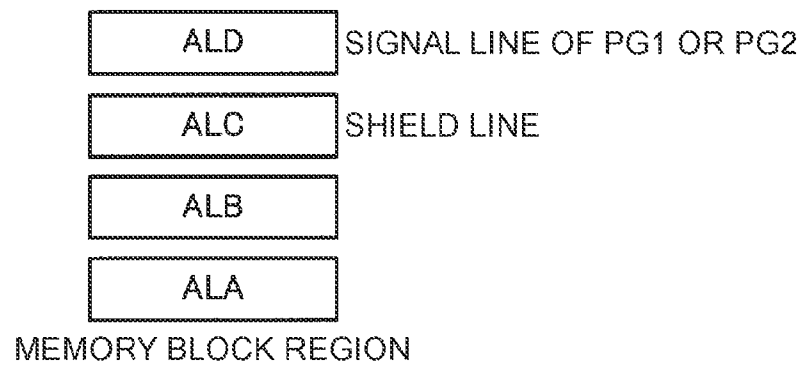 ALD SIGNAL LINE OF PG1 OR PG2
ALC SHIELD LINE
ALB
ALA
MEMORY BLOCK REGION